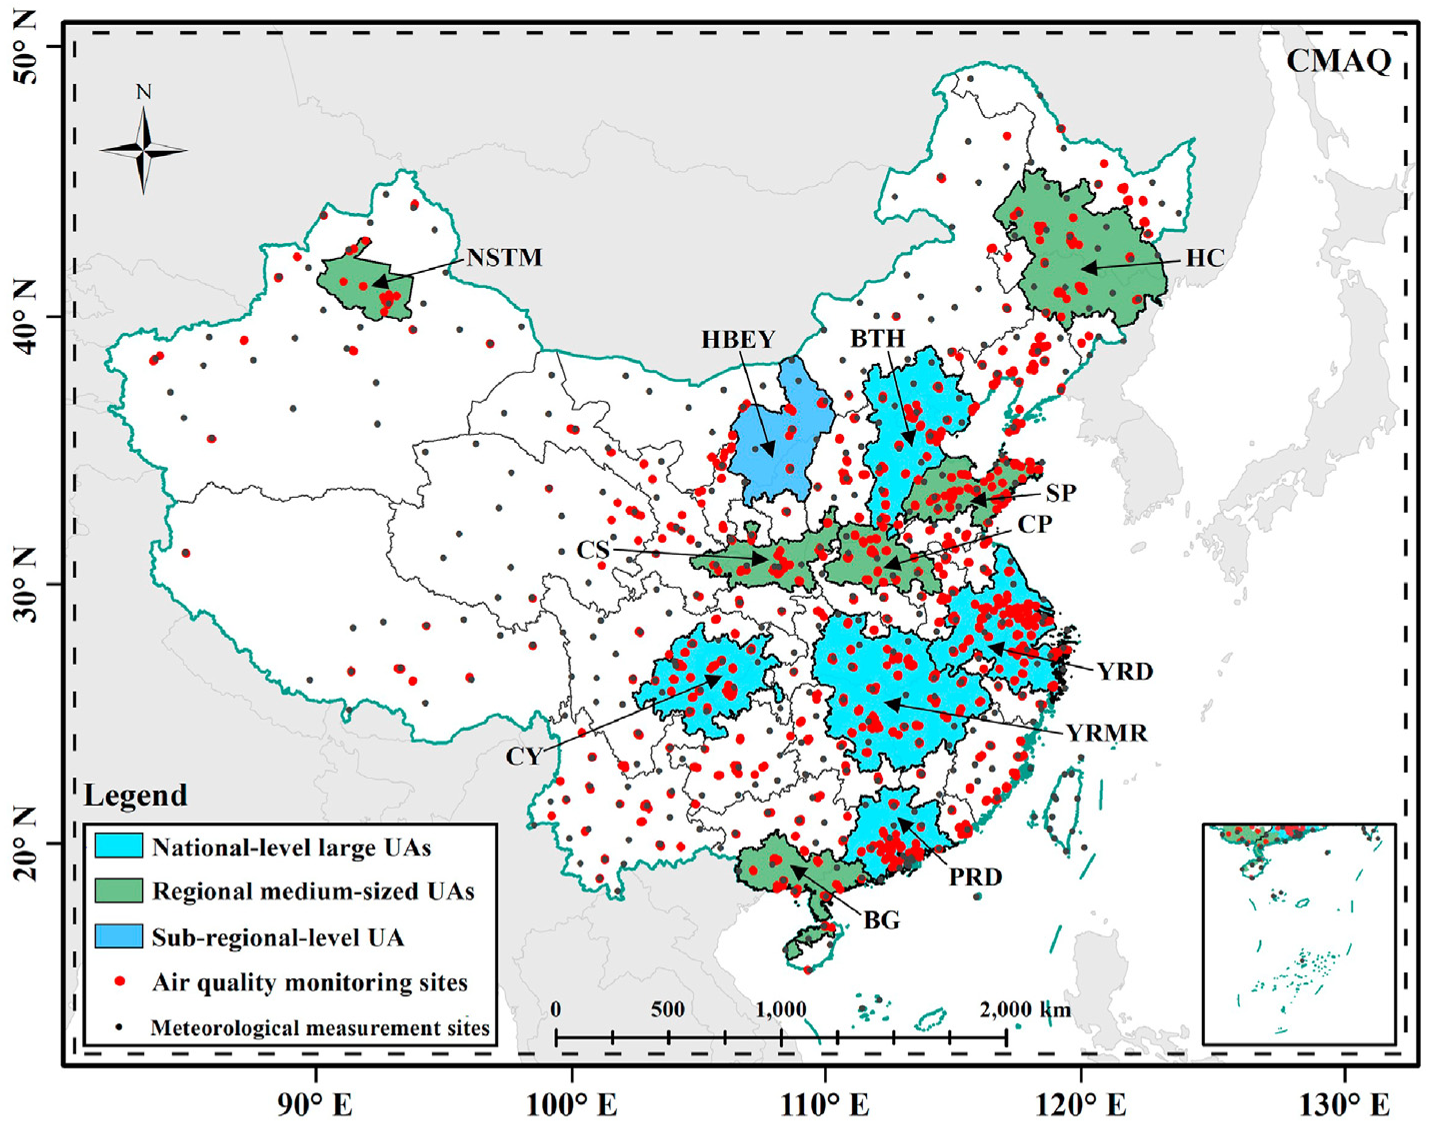 50° N
40° N
30° N
20° N
CMAQ
N
NSTM
HC
HBEY
BTH
SP
CP
CS
YRD
YRMR
CY
PRD
BG
Legend
National-level large UAs
Regional medium-sized UAs
Sub-regional-level UA
Air quality monitoring sites
Meteorological measurement sites
0 500 1,000 2,000 km
90° E 100° E 110° E 120° E 130° E